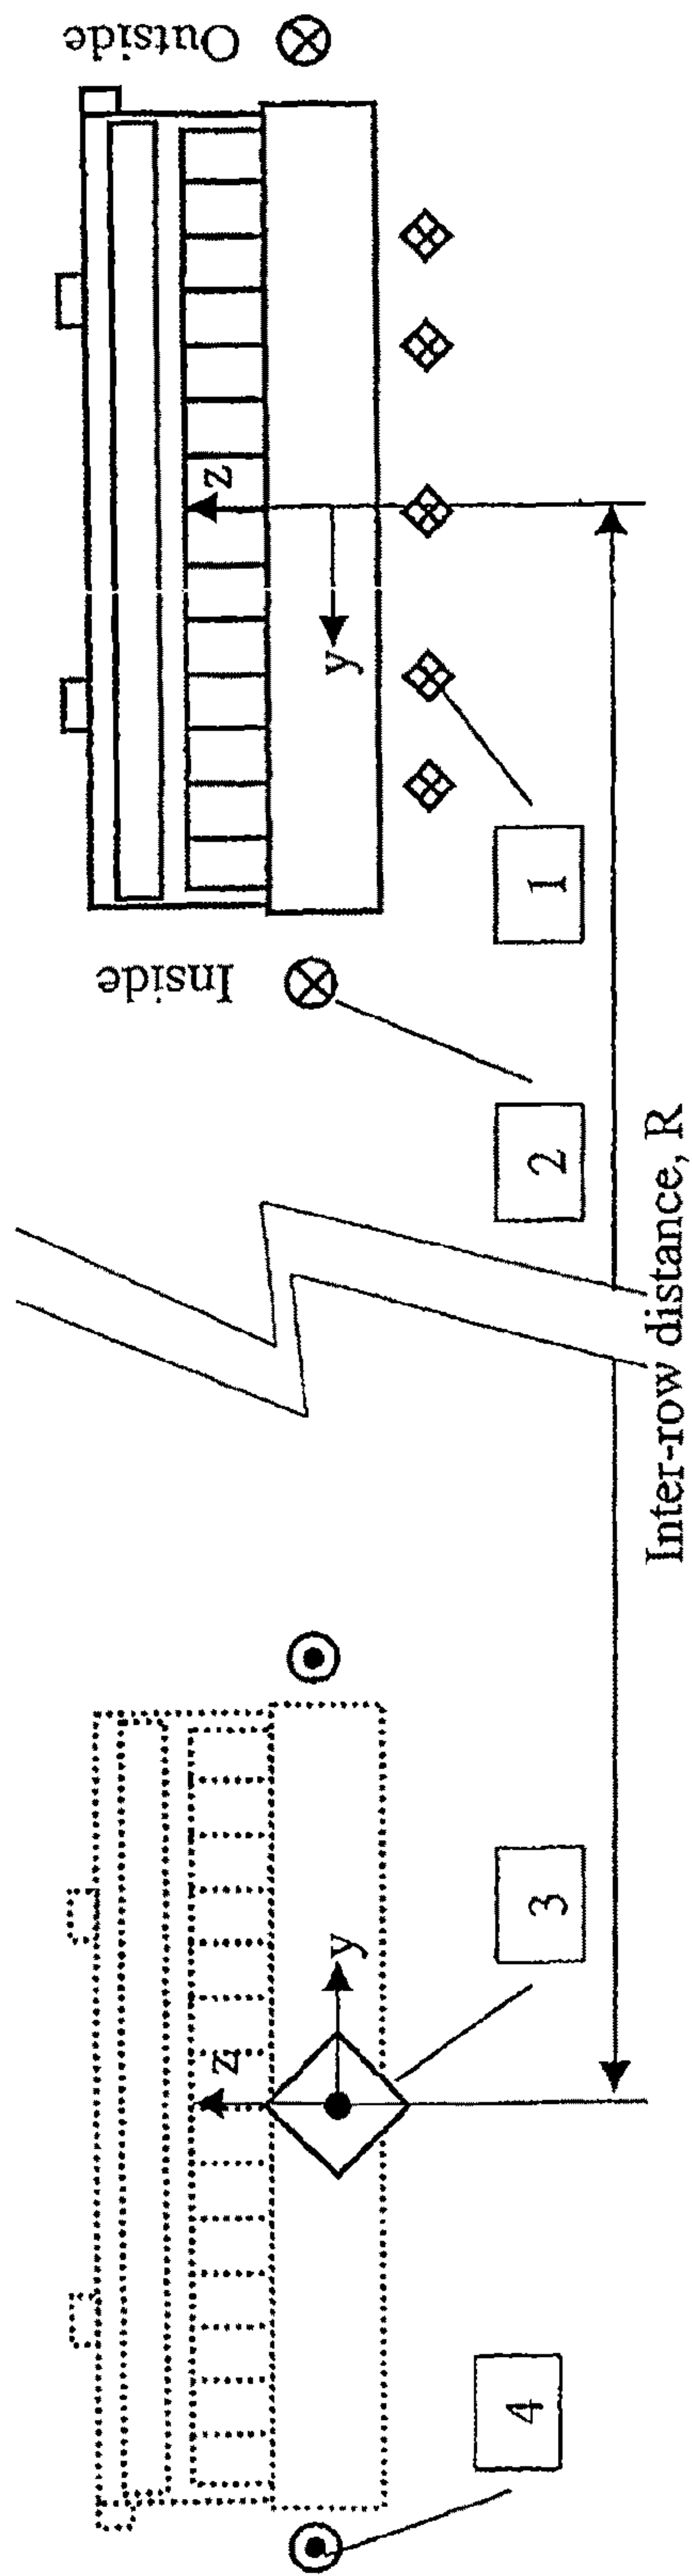 Outside
z
y
Inside
1
2
Inter-row distance, R
z
y
3
4